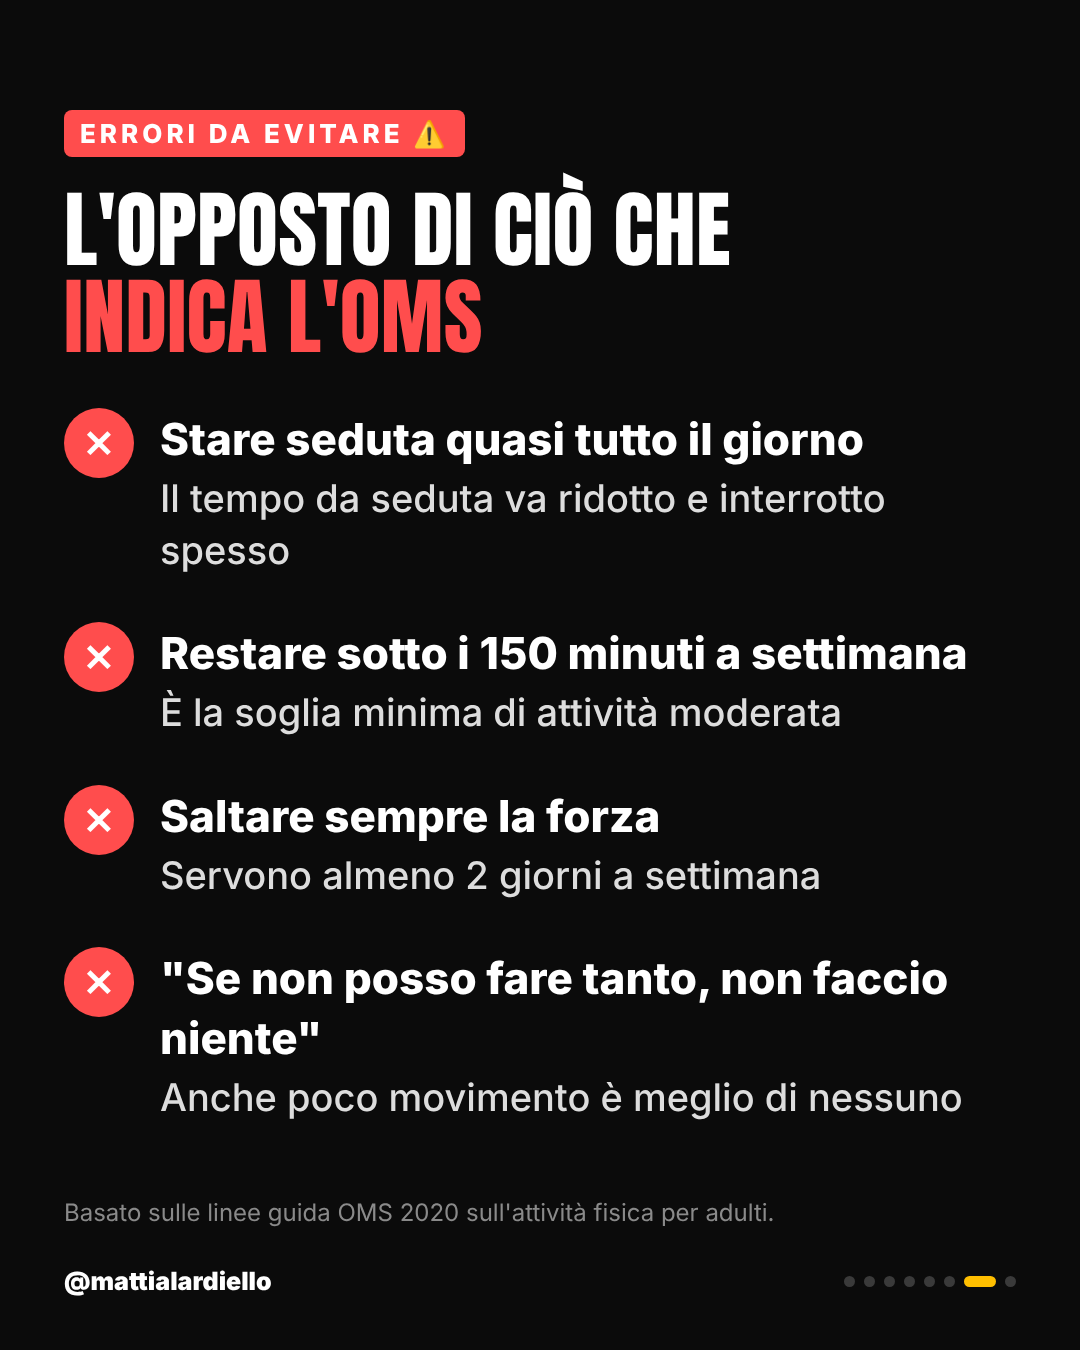 ERRORI DA EVITARE ⚠️
L'OPPOSTO DI CIÒ CHE
INDICA L'OMS
Stare seduta quasi tutto il giorno
Il tempo da seduta va ridotto e interrotto
spesso
Restare sotto i 150 minuti a settimana
È la soglia minima di attività moderata
Saltare sempre la forza
Servono almeno 2 giorni a settimana
"Se non posso fare tanto, non faccio
niente"
Anche poco movimento è meglio di nessuno
Basato sulle linee guida OMS 2020 sull'attività fisica per adulti.
@mattialardiello